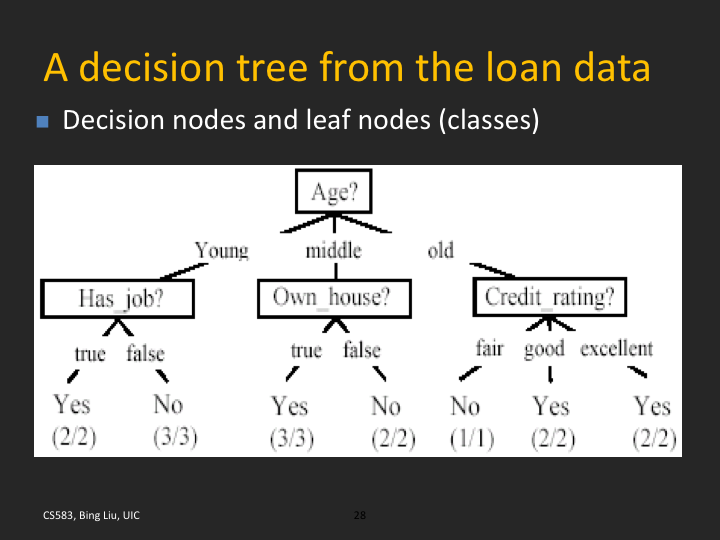 A decision tree from the loan data
Decision nodes and leaf nodes (classes)
Age?
Young middle old
Has_job? Own_house? Credit_rating?
true false true false fair good excellent
Yes No Yes No No Yes Yes
(2/2) (3/3) (3/3) (2/2) (1/1) (2/2) (2/2)
CS583, Bing Liu, UIC 28